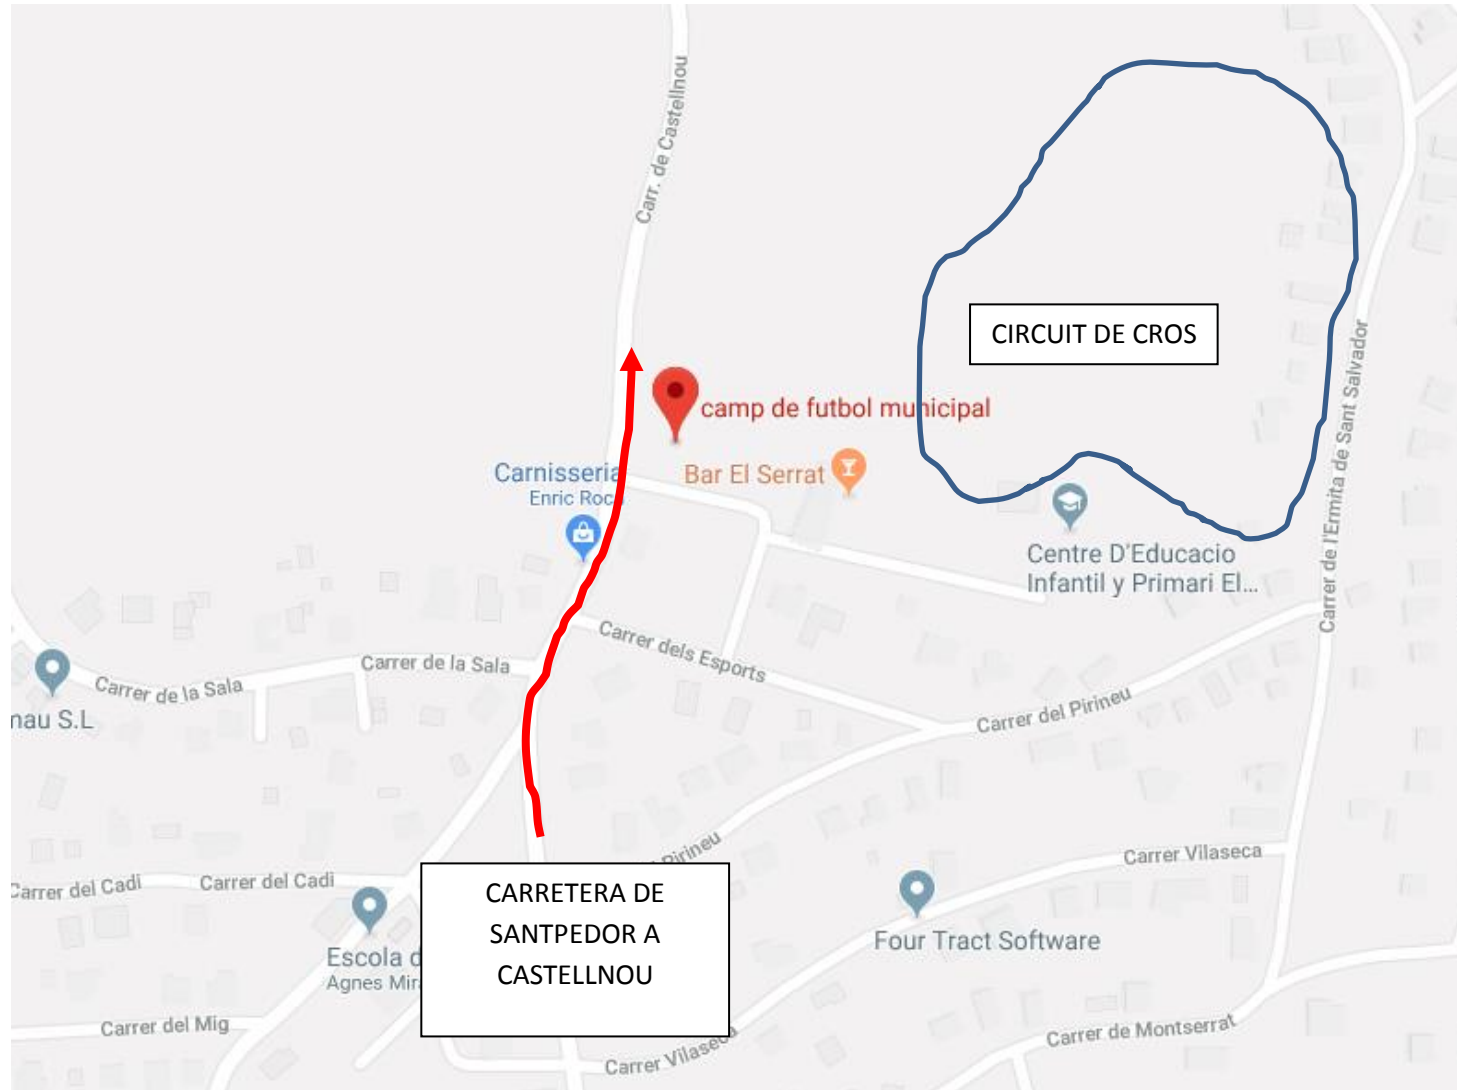 Carr. de Castellnou
CIRCUIT DE CROS
camp de futbol municipal
Carnisseria
Enric Roca
Bar El Serrat
Centre D'Educacio
Infantil y Primari El...
Carrer de l'Ermita de Sant Salvador
Carrer dels Esports
Carrer de la Sala
Carrer de la Sala
nau S.L
Carrer del Pirineu
Pirineu
Carrer Vilaseca
Carrer del Cadi
Carrer del Cadi
CARRETERA DE
SANTPEDOR A
CASTELLNOU
Four Tract Software
Escola d
Agnes Mir
Carrer del Mig
Carrer de Montserrat
Carrer Vilaseca